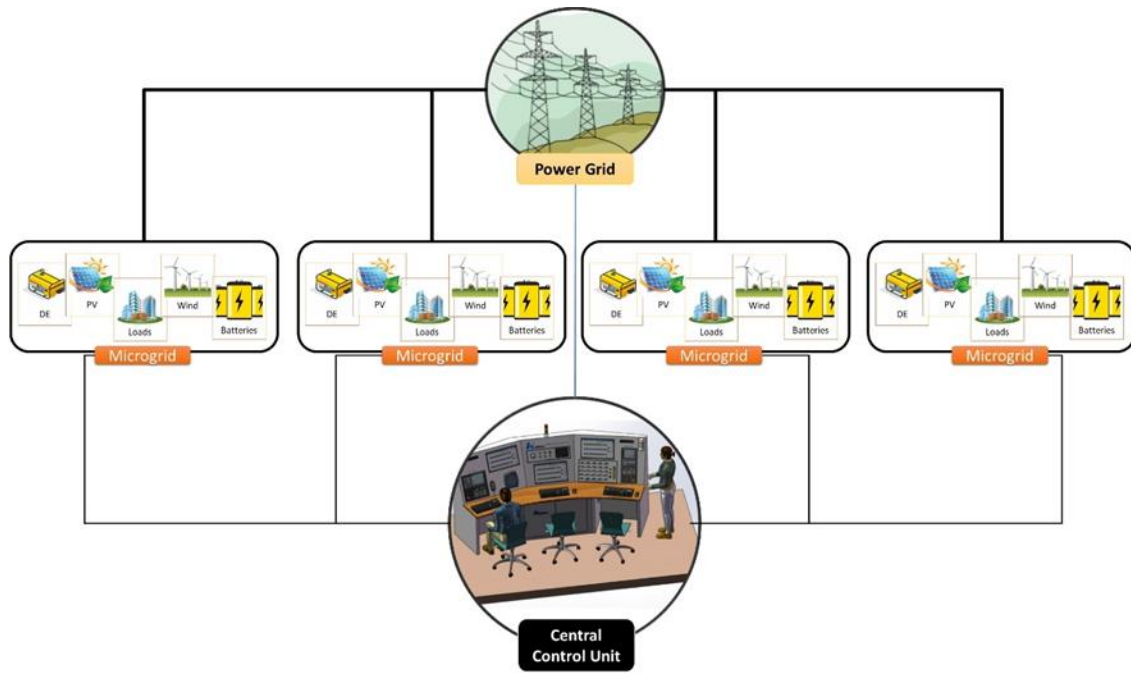 Power Grid
DE
PV
Loads
Wind
Batteries
Microgrid
DE
PV
Loads
Wind
Batteries
Microgrid
DE
PV
Loads
Wind
Batteries
Microgrid
DE
PV
Loads
Wind
Batteries
Microgrid
Central
Control Unit